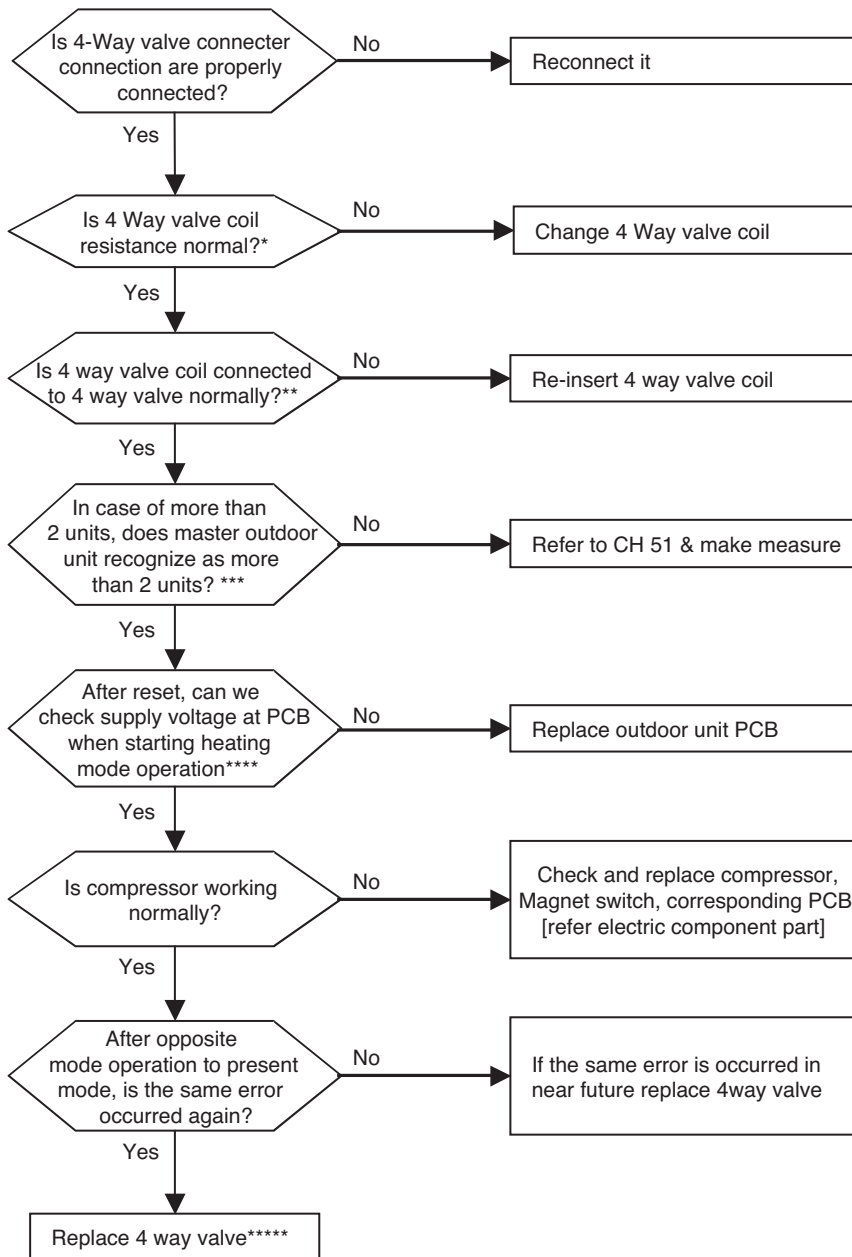 Is 4-Way valve connecter
connection are properly
connected?
No
Reconnect it
Yes
Is 4 Way valve coil
resistance normal?*
No
Change 4 Way valve coil
Yes
Is 4 way valve coil connected
to 4 way valve normally?**
No
Re-insert 4 way valve coil
Yes
In case of more than
2 units, does master outdoor
unit recognize as more
than 2 units? ***
No
Refer to CH 51 & make measure
Yes
After reset, can we
check supply voltage at PCB
when starting heating
mode operation****
No
Replace outdoor unit PCB
Yes
Is compressor working
normally?
No
Check and replace compressor,
Magnet switch, corresponding PCB
[refer electric component part]
Yes
After opposite
mode operation to present
mode, is the same error
occurred again?
No
If the same error is occurred in
near future replace 4way valve
Yes
Replace 4 way valve*****